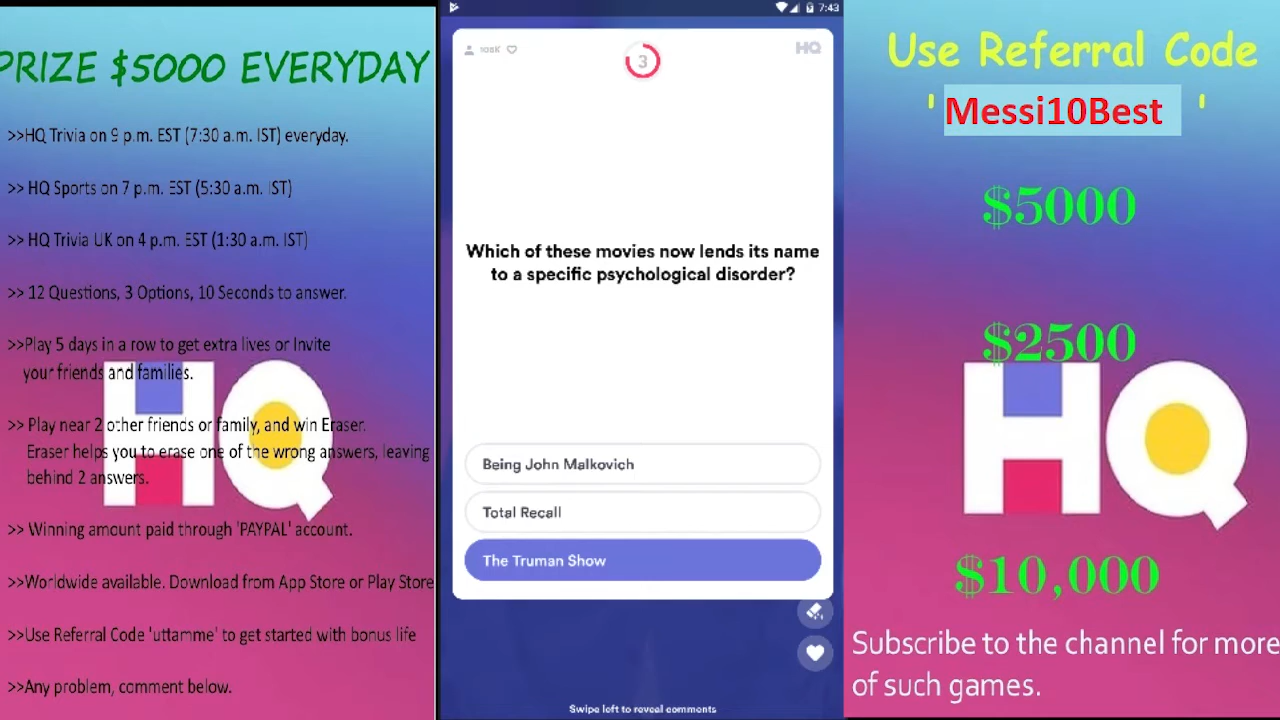 PRIZE $5000 EVERYDAY
>>HQ Trivia on 9 p.m. EST (7:30 a.m. IST) everyday.
>> HQ Sports on 7 p.m. EST (5:30 a.m. IST)
>> HQ Trivia UK on 4 p.m. EST (1:30 a.m. IST)
>> 12 Questions, 3 Options, 10 Seconds to answer.
>>Play 5 days in a row to get extra lives or Invite
your friends and families.
>> Play near 2 other friends or family, and win Eraser.
Eraser helps you to erase one of the wrong answers, leaving
behind 2 answers.
>> Winning amount paid through 'PAYPAL' account.
>>Worldwide available. Download from App Store or Play Store
>>Use Referral Code 'uttamme' to get started with bonus life
>>Any problem, comment below.
HQ
7:43
HQ
3
Which of these movies now lends its name
to a specific psychological disorder?
Being John Malkovich
Total Recall
The Truman Show
Swipe left to reveal comments
Use Referral Code
' Messi10Best '
$5000
$2500
HQ
$10,000
Subscribe to the channel for more
of such games.